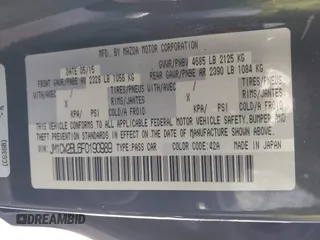 MFD BY MAZDA MOTOR CORPORATION
DATE 05/15 GVWR/PNBV 4685 LB 2125 KG
FRONT GAWR/PNBE AV 2328 LB 1056 KG REAR GAWR/PNBE AR 2390 LB 1084 KG
WITH/AVEC TIRES/PNEUS WITH/AVEC TIRES/PNEUS
X RIMS/JANTES X RIMS/JANTES
KPA / PSI COLD/A FROID KPA / PSI COLD/A FROID
THIS VEHICLE CONFORMS TO ALL APPLICABLE FEDERAL MOTOR VEHICLE SAFETY, BUMPER, AND
THEFT PREVENTION STANDARDS IN EFFECT ON THE DATE OF MANUFACTURE SHOWN ABOVE.
VIN TYPE PASS CAR COLOR CODE: 42A ORIGIN: JAPAN